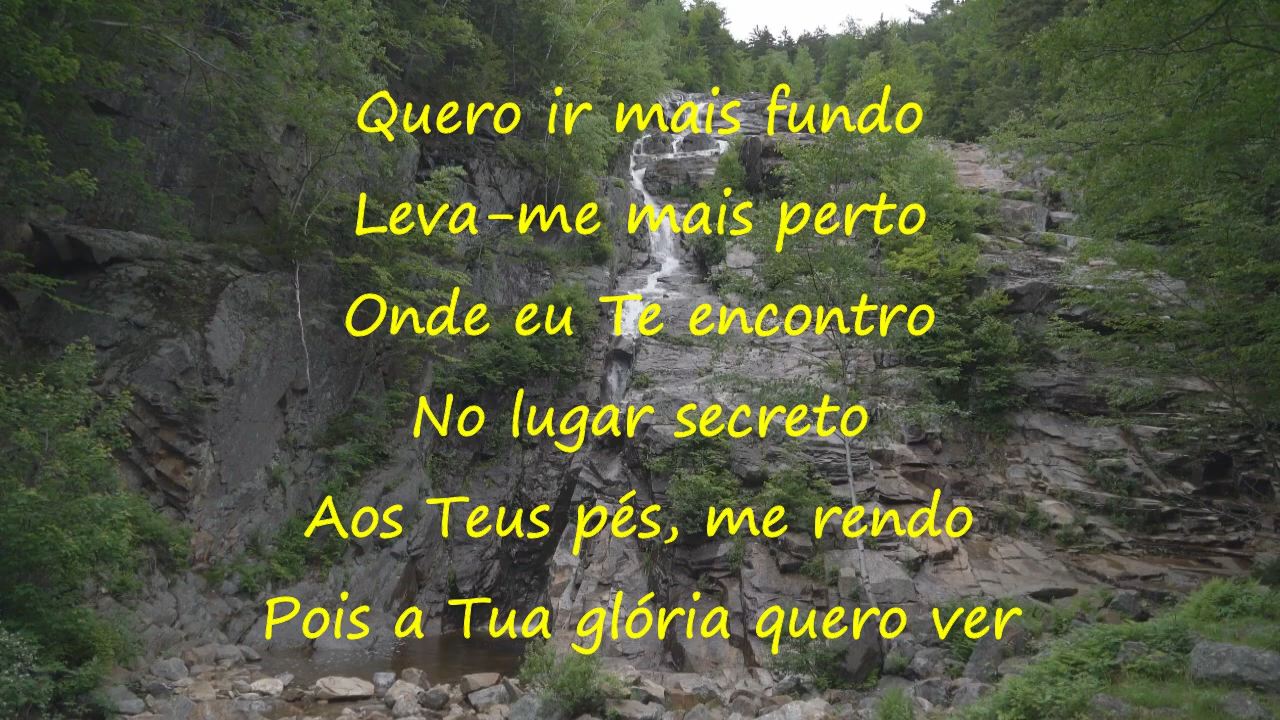 Quero ir mais fundo
Leva-me mais perto
Onde eu Te encontro
No lugar secreto
Aos Teus pés, me rendo
Pois a Tua glória quero ver